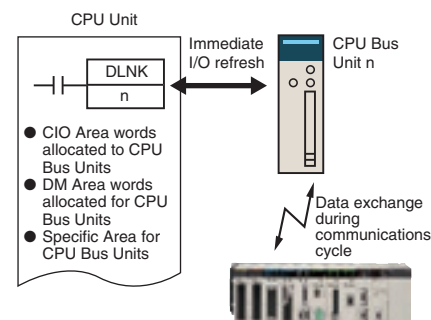 CPU Unit
DLNK
n
● CIO Area words
allocated to CPU
Bus Units
● DM Area words
allocated for CPU
Bus Units
● Specific Area for
CPU Bus Units
Immediate
I/O refresh
CPU Bus
Unit n
Data exchange
during
communications
cycle